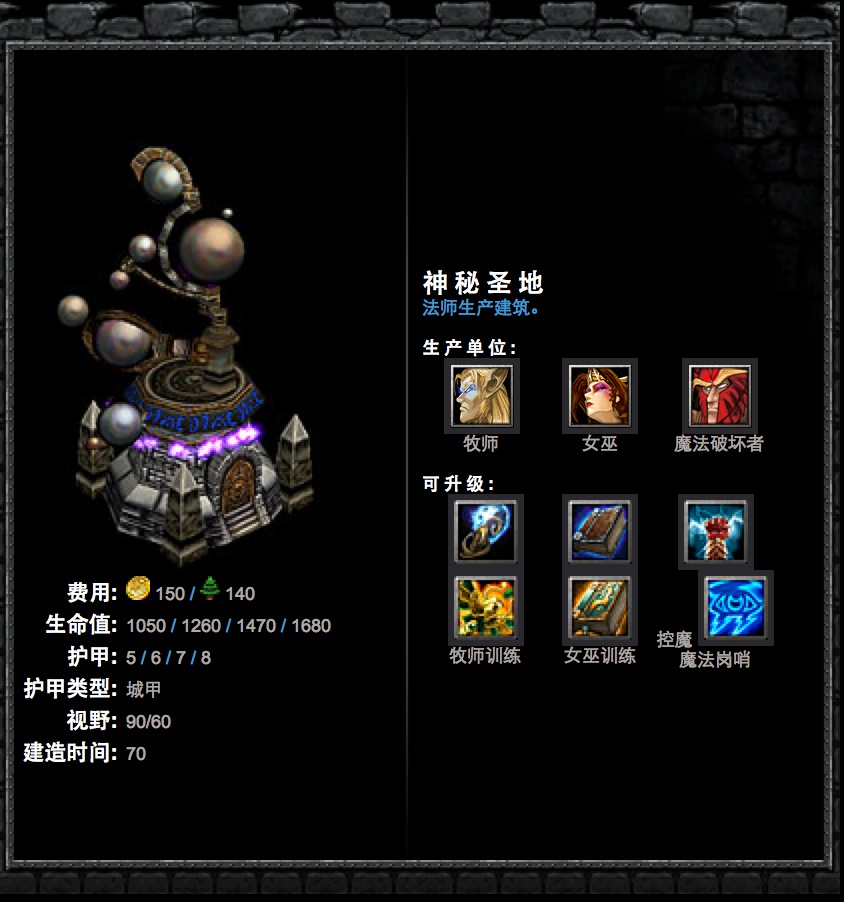 神秘圣地
法师生产建筑。
生产单位:
牧师 女巫 魔法破坏者
可升级:
牧师训练 女巫训练 控魔
魔法岗哨
费用: 150 / 140
生命值: 1050 / 1260 / 1470 / 1680
护甲: 5 / 6 / 7 / 8
护甲类型: 城甲
视野: 90/60
建造时间: 70